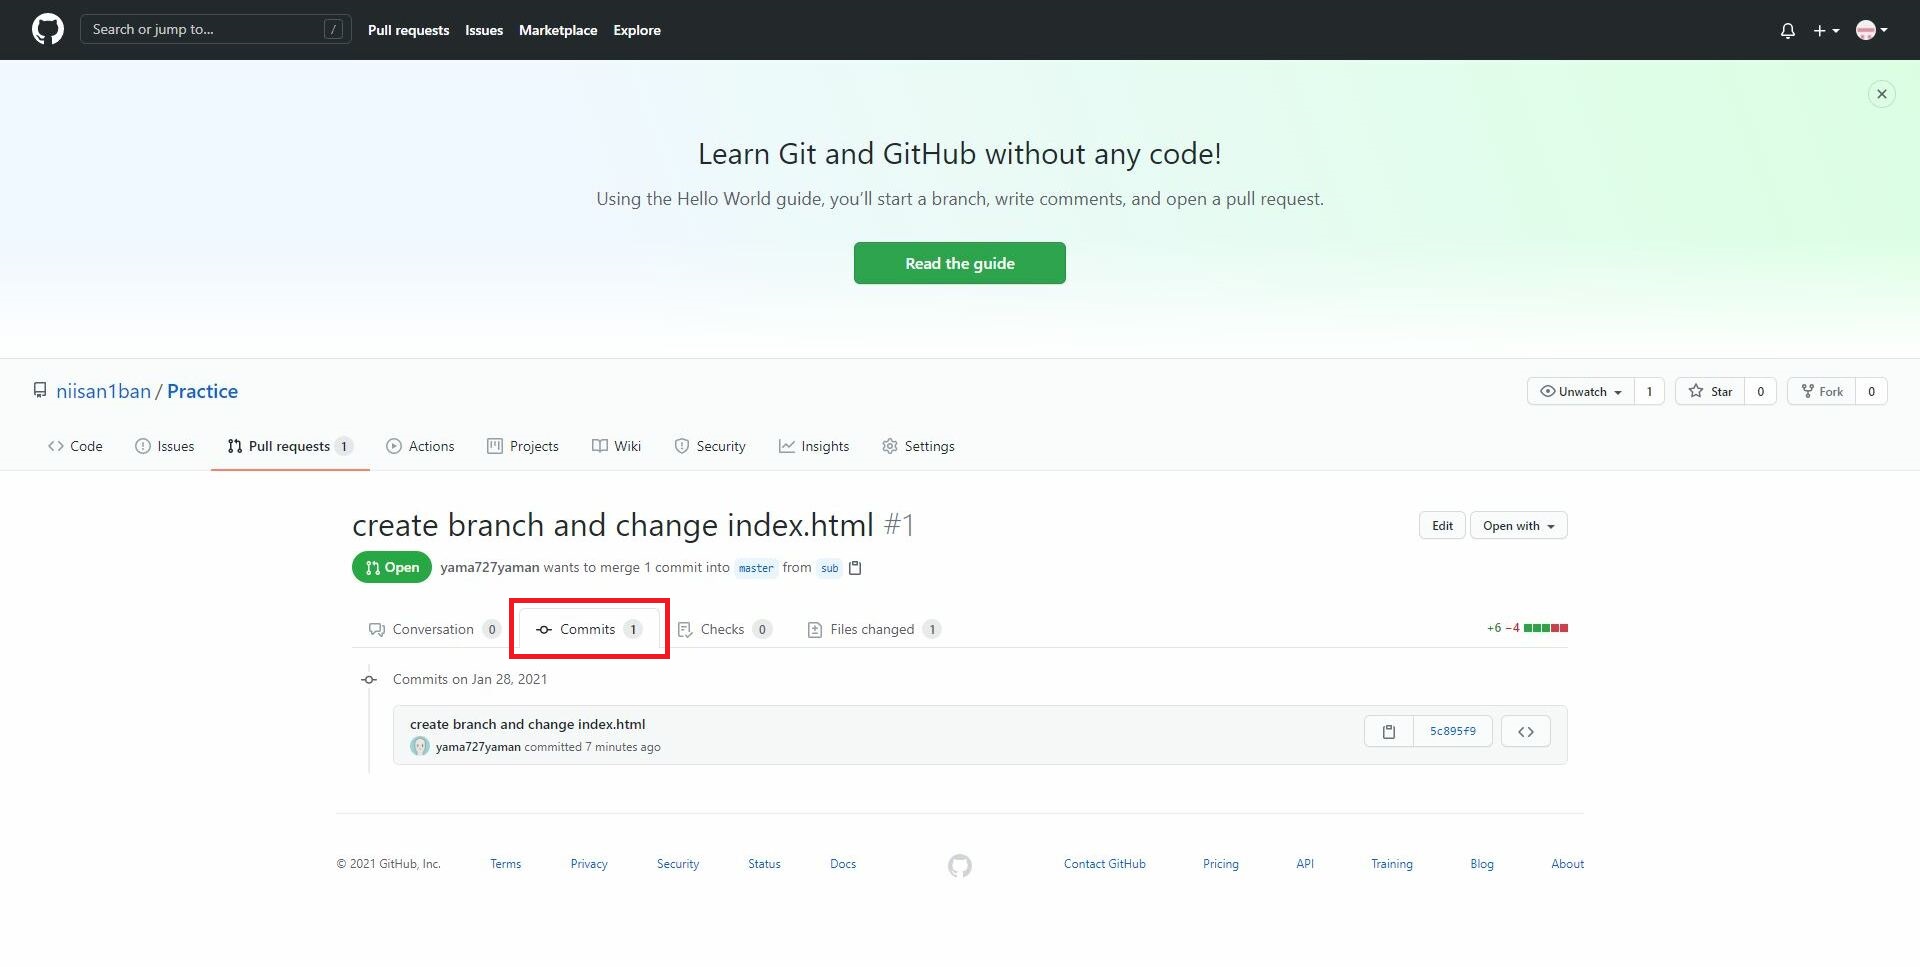 Search or jump to... /
Pull requests Issues Marketplace Explore
Learn Git and GitHub without any code!
Using the Hello World guide, you’ll start a branch, write comments, and open a pull request.
Read the guide
niisan1ban / Practice
Unwatch 1 Star 0 Fork 0
Code Issues Pull requests 1 Actions Projects Wiki Security Insights Settings
create branch and change index.html #1
Edit Open with
Open yama727yaman wants to merge 1 commit into master from sub
Conversation 0 Commits 1 Checks 0 Files changed 1
+6 −4
Commits on Jan 28, 2021
create branch and change index.html
yama727yaman committed 7 minutes ago
5c895f9
© 2021 GitHub, Inc. Terms Privacy Security Status Docs Contact GitHub Pricing API Training Blog About